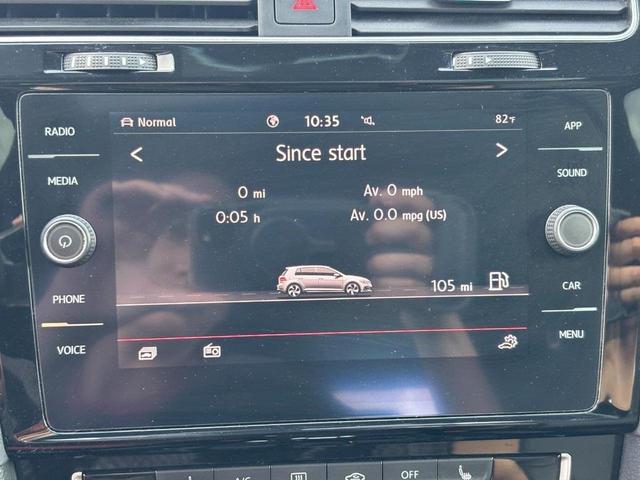 Normal 10:35 82°F
RADIO
APP
Since start
MEDIA
SOUND
0 mi Av. 0 mph
0:05 h Av. 0.0 mpg (US)
PHONE
CAR
105 mi
VOICE
MENU
A/C OFF